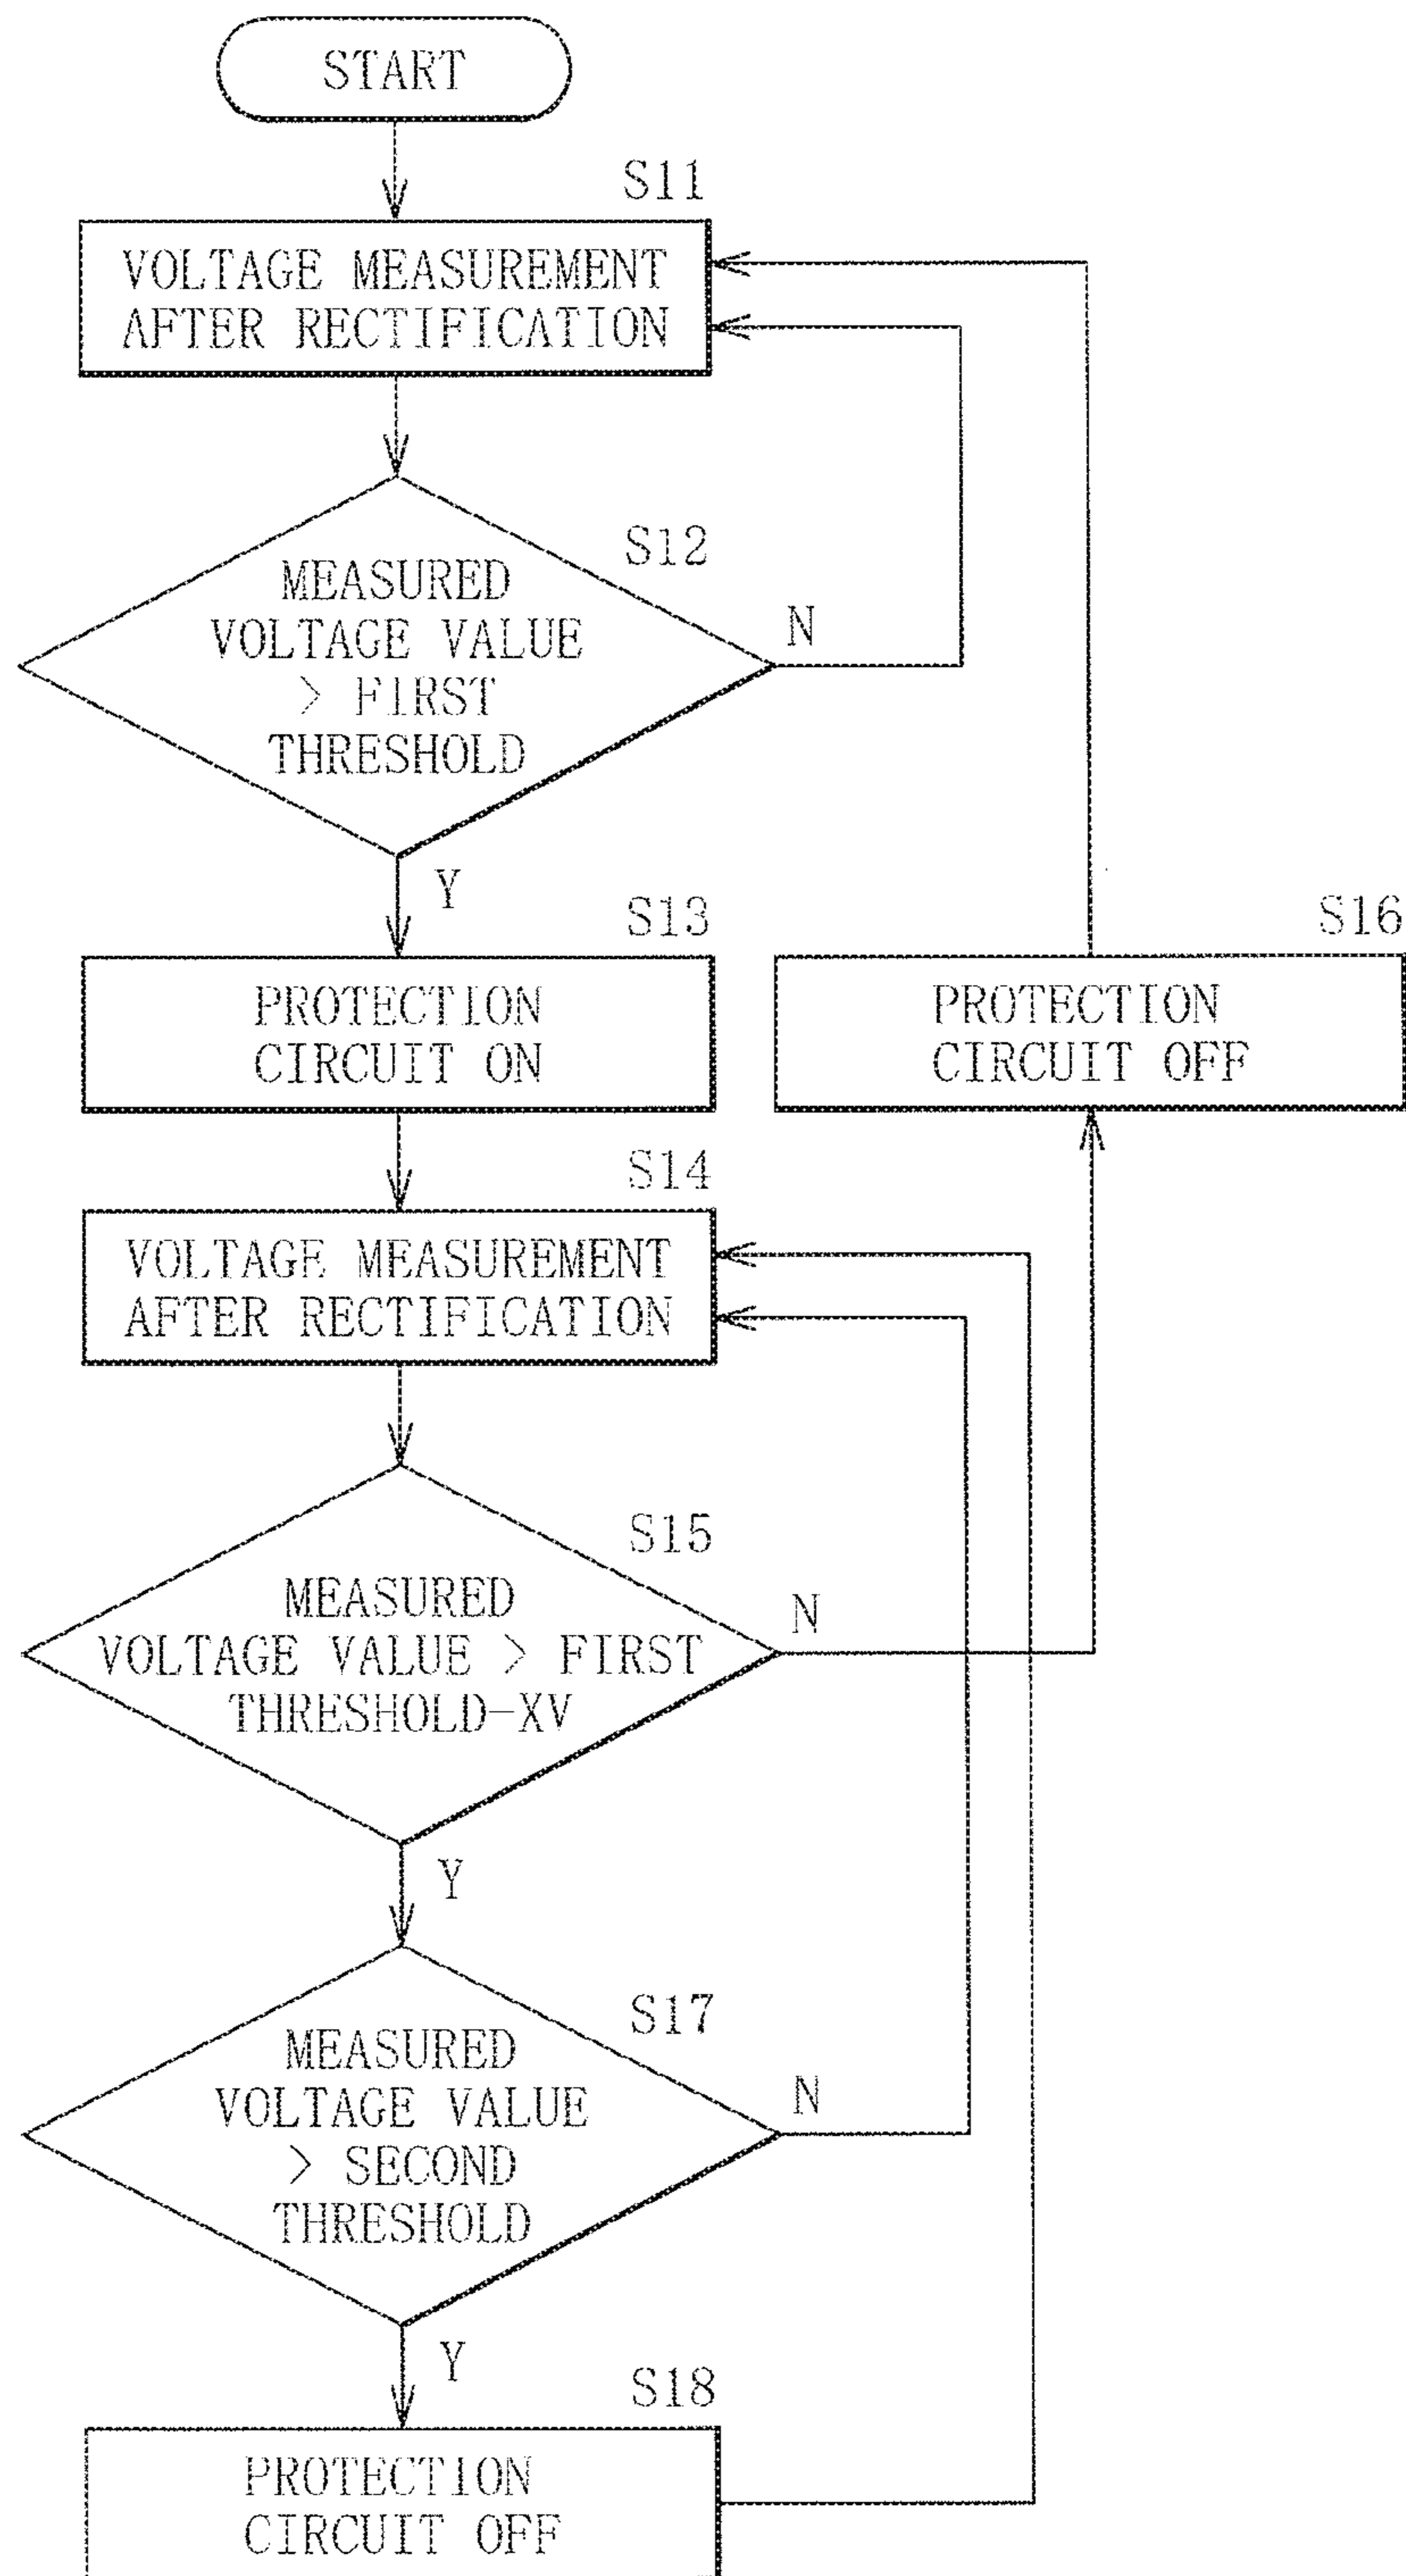 START
S11
VOLTAGE MEASUREMENT
AFTER RECTIFICATION
S12
MEASURED
VOLTAGE VALUE
> FIRST
THRESHOLD
N
Y
S13
PROTECTION
CIRCUIT ON
S16
PROTECTION
CIRCUIT OFF
S14
VOLTAGE MEASUREMENT
AFTER RECTIFICATION
S15
MEASURED
VOLTAGE VALUE > FIRST
THRESHOLD-XV
N
Y
S17
MEASURED
VOLTAGE VALUE
> SECOND
THRESHOLD
N
Y
S18
PROTECTION
CIRCUIT OFF